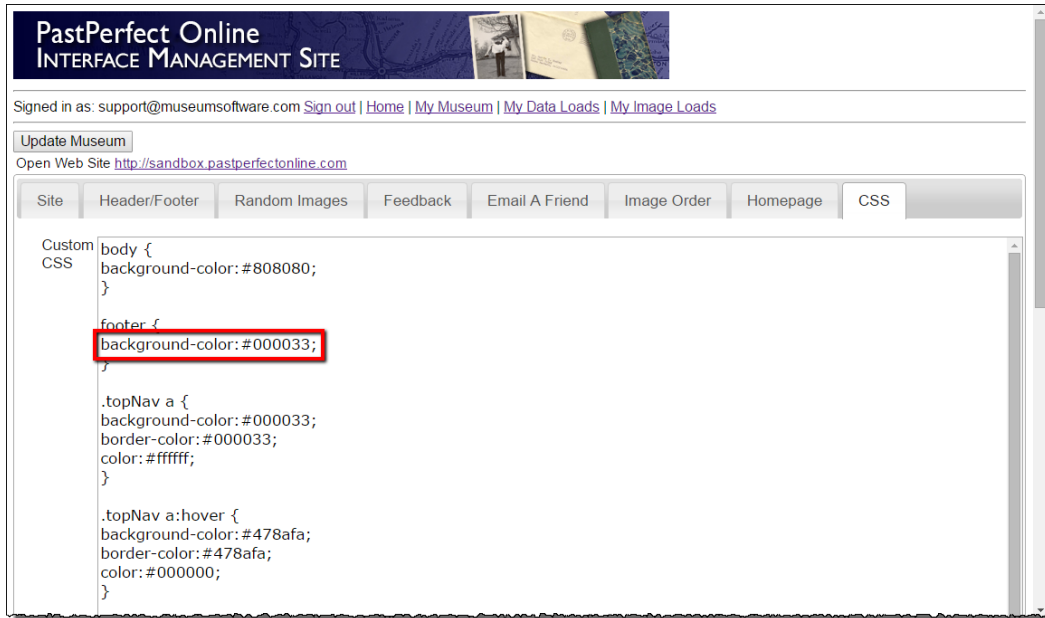 PastPerfect Online
INTERFACE MANAGEMENT SITE
Signed in as: support@museumsoftware.com Sign out | Home | My Museum | My Data Loads | My Image Loads
Update Museum
Open Web Site http://sandbox.pastperfectonline.com
Site Header/Footer Random Images Feedback Email A Friend Image Order Homepage CSS
Custom CSS
body {
background-color:#808080;
}
footer {
background-color:#000033;
}
.topNav a {
background-color:#000033;
border-color:#000033;
color:#ffffff;
}
.topNav a:hover {
background-color:#478afa;
border-color:#478afa;
color:#000000;
}